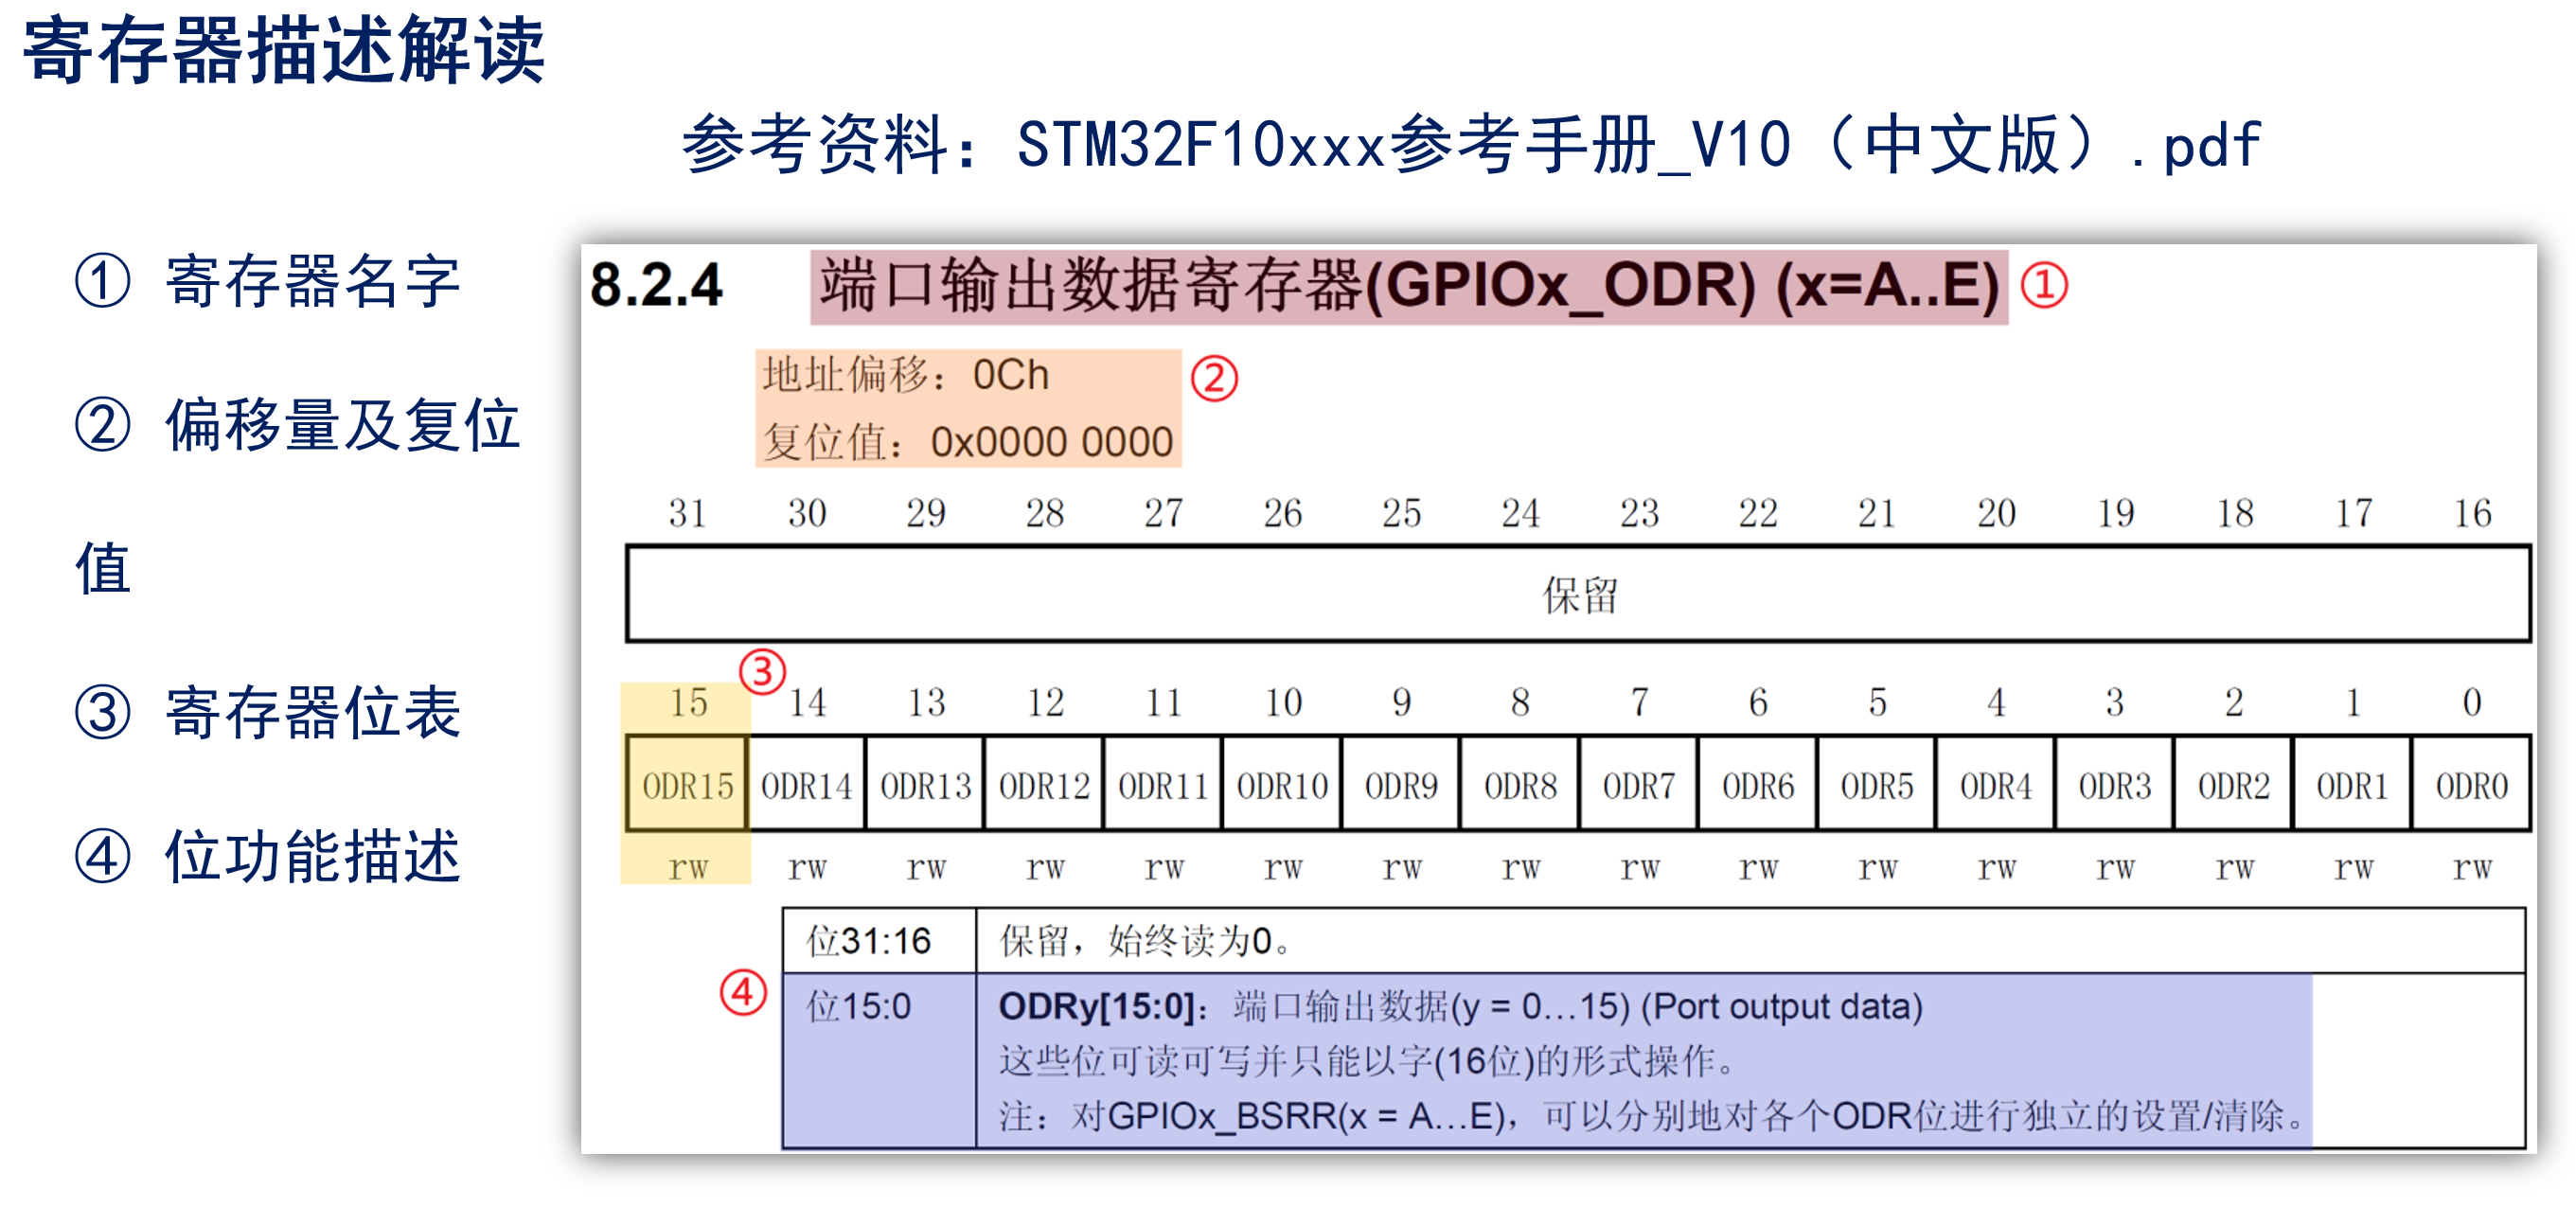 寄存器描述解读
参考资料：STM32F10xxx参考手册_V10（中文版）.pdf
① 寄存器名字
② 偏移量及复位
值
③ 寄存器位表
④ 位功能描述
8.2.4 端口输出数据寄存器(GPIOx_ODR) (x=A..E) ①
地址偏移：0Ch ②
复位值：0x0000 0000
31 30 29 28 27 26 25 24 23 22 21 20 19 18 17 16
保留
③
15 14 13 12 11 10 9 8 7 6 5 4 3 2 1 0
ODR15 ODR14 ODR13 ODR12 ODR11 ODR10 ODR9 ODR8 ODR7 ODR6 ODR5 ODR4 ODR3 ODR2 ODR1 ODR0
rw rw rw rw rw rw rw rw rw rw rw rw rw rw rw rw
位31:16 保留，始终读为0。
④ 位15:0 ODRy[15:0]：端口输出数据(y = 0…15) (Port output data)
这些位可读可写并只能以字(16位)的形式操作。
注：对GPIOx_BSRR(x = A…E)，可以分别地对各个ODR位进行独立的设置/清除。